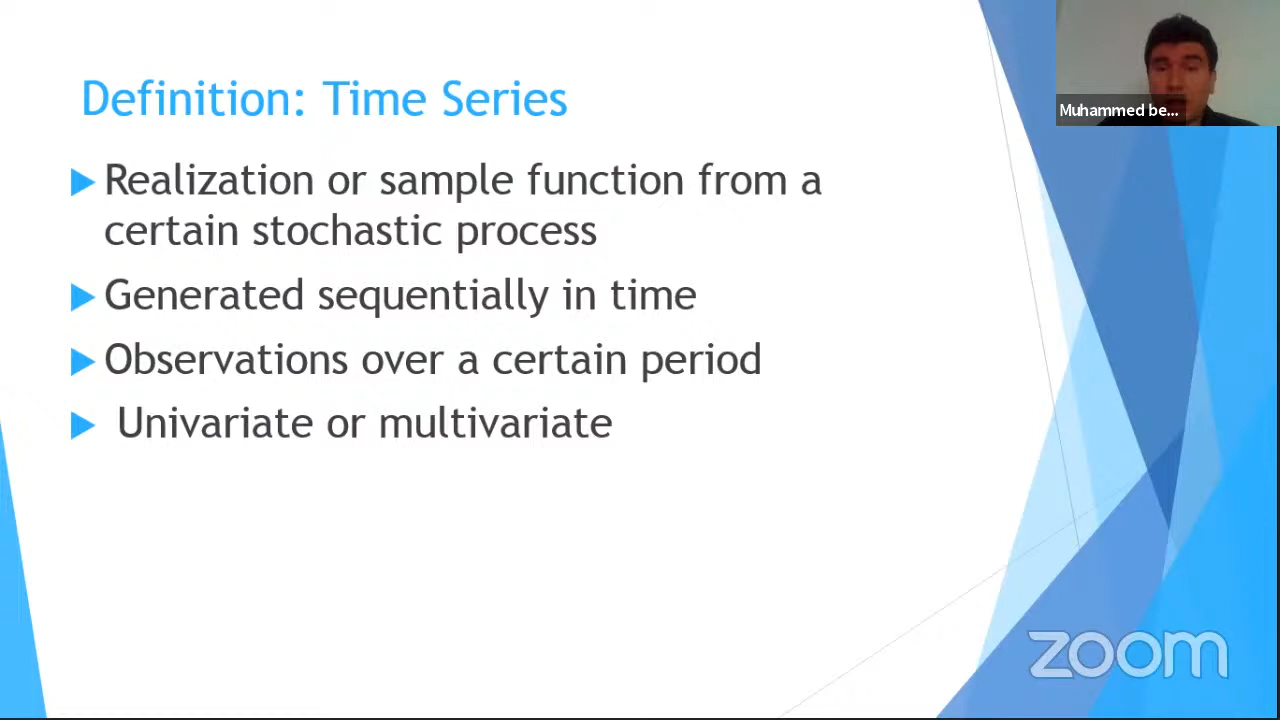 Definition: Time Series
Realization or sample function from a
certain stochastic process
Generated sequentially in time
Observations over a certain period
Univariate or multivariate
Muhammed be...
zoom